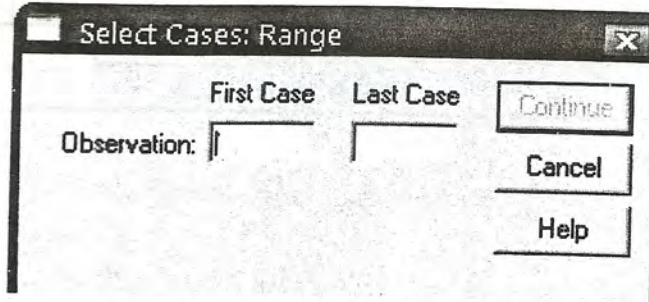 Select Cases: Range
First Case Last Case Continue
Observation:
Cancel
Help